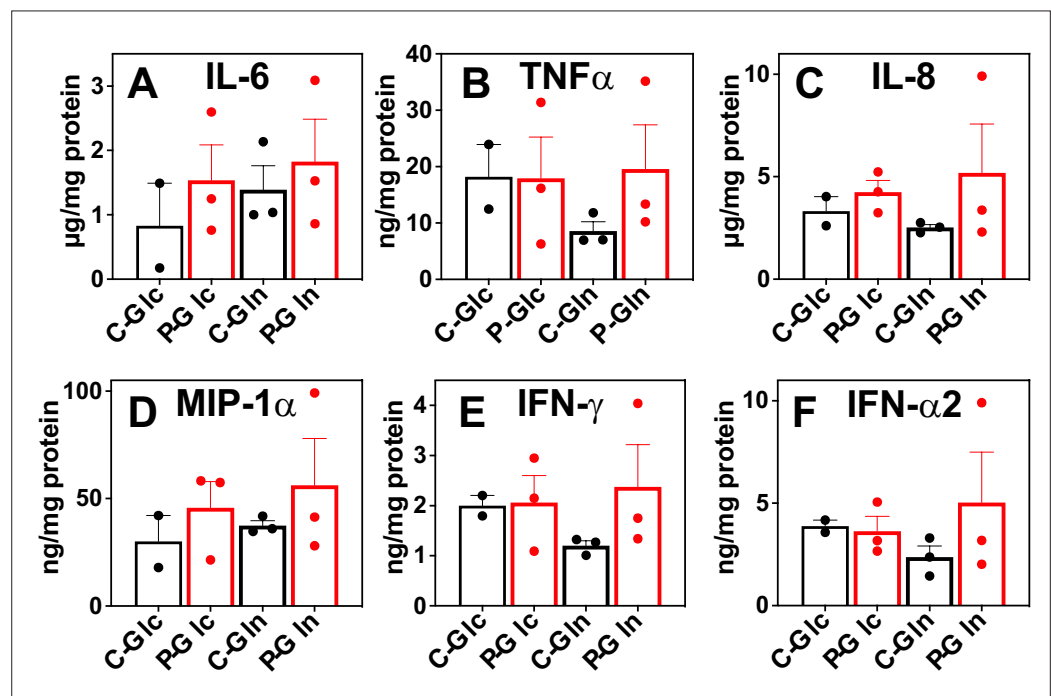 A IL-6
µg/mg protein
3
2
1
0
C-Glc P-Glc C-Gln P-Gln
B TNFα
ng/mg protein
40
30
20
10
0
C-Glc P-Glc C-Gln P-Gln
C IL-8
µg/mg protein
10
5
0
C-Glc P-Glc C-Gln P-Gln
D MIP-1α
ng/mg protein
100
50
0
C-Glc P-Glc C-Gln P-Gln
E IFN-γ
ng/mg protein
4
3
2
1
0
C-Glc P-Glc C-Gln P-Gln
F IFN-α2
ng/mg protein
10
5
0
C-Glc P-Glc C-Gln P-Gln